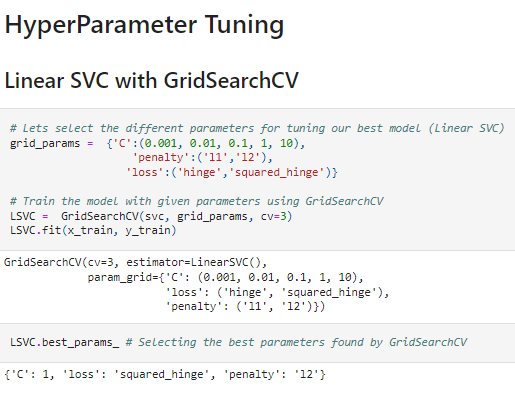 HyperParameter Tuning
Linear SVC with GridSearchCV
# Lets select the different parameters for tuning our best model (Linear SVC)
grid_params = {'C':(0.001, 0.01, 0.1, 1, 10),
'penalty':('l1','l2'),
'loss':('hinge','squared_hinge')}
# Train the model with given parameters using GridSearchCV
LSVC = GridSearchCV(svc, grid_params, cv=3)
LSVC.fit(x_train, y_train)
GridSearchCV(cv=3, estimator=LinearSVC(),
param_grid={'C': (0.001, 0.01, 0.1, 1, 10),
'loss': ('hinge', 'squared_hinge'),
'penalty': ('l1', 'l2')})
LSVC.best_params_ # Selecting the best parameters found by GridSearchCV
{'C': 1, 'loss': 'squared_hinge', 'penalty': 'l2'}